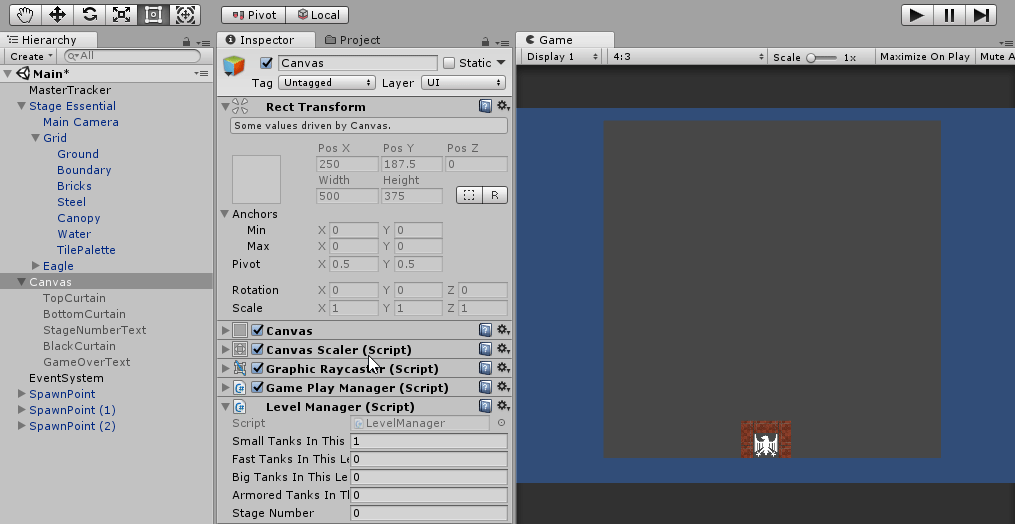 Pivot Local
Hierarchy
Create All
Main*
MasterTracker
Stage Essential
Main Camera
Grid
Ground
Boundary
Bricks
Steel
Canopy
Water
TilePalette
Eagle
Canvas
TopCurtain
BottomCurtain
StageNumberText
BlackCurtain
GameOverText
EventSystem
SpawnPoint
SpawnPoint (1)
SpawnPoint (2)
Inspector Project
Canvas Static
Tag Untagged Layer UI
Rect Transform
Some values driven by Canvas.
Pos X Pos Y Pos Z
250 187.5 0
Width Height
500 375 R
Anchors
Min X 0 Y 0
Max X 0 Y 0
Pivot X 0.5 Y 0.5
Rotation X 0 Y 0 Z 0
Scale X 1 Y 1 Z 1
Canvas
Canvas Scaler (Script)
Graphic Raycaster (Script)
Game Play Manager (Script)
Level Manager (Script)
Script LevelManager
Small Tanks In This 1
Fast Tanks In This Le 0
Big Tanks In This Le 0
Armored Tanks In Tl 0
Stage Number 0
Game
Display 1 4:3 Scale 1x Maximize On Play Mute A